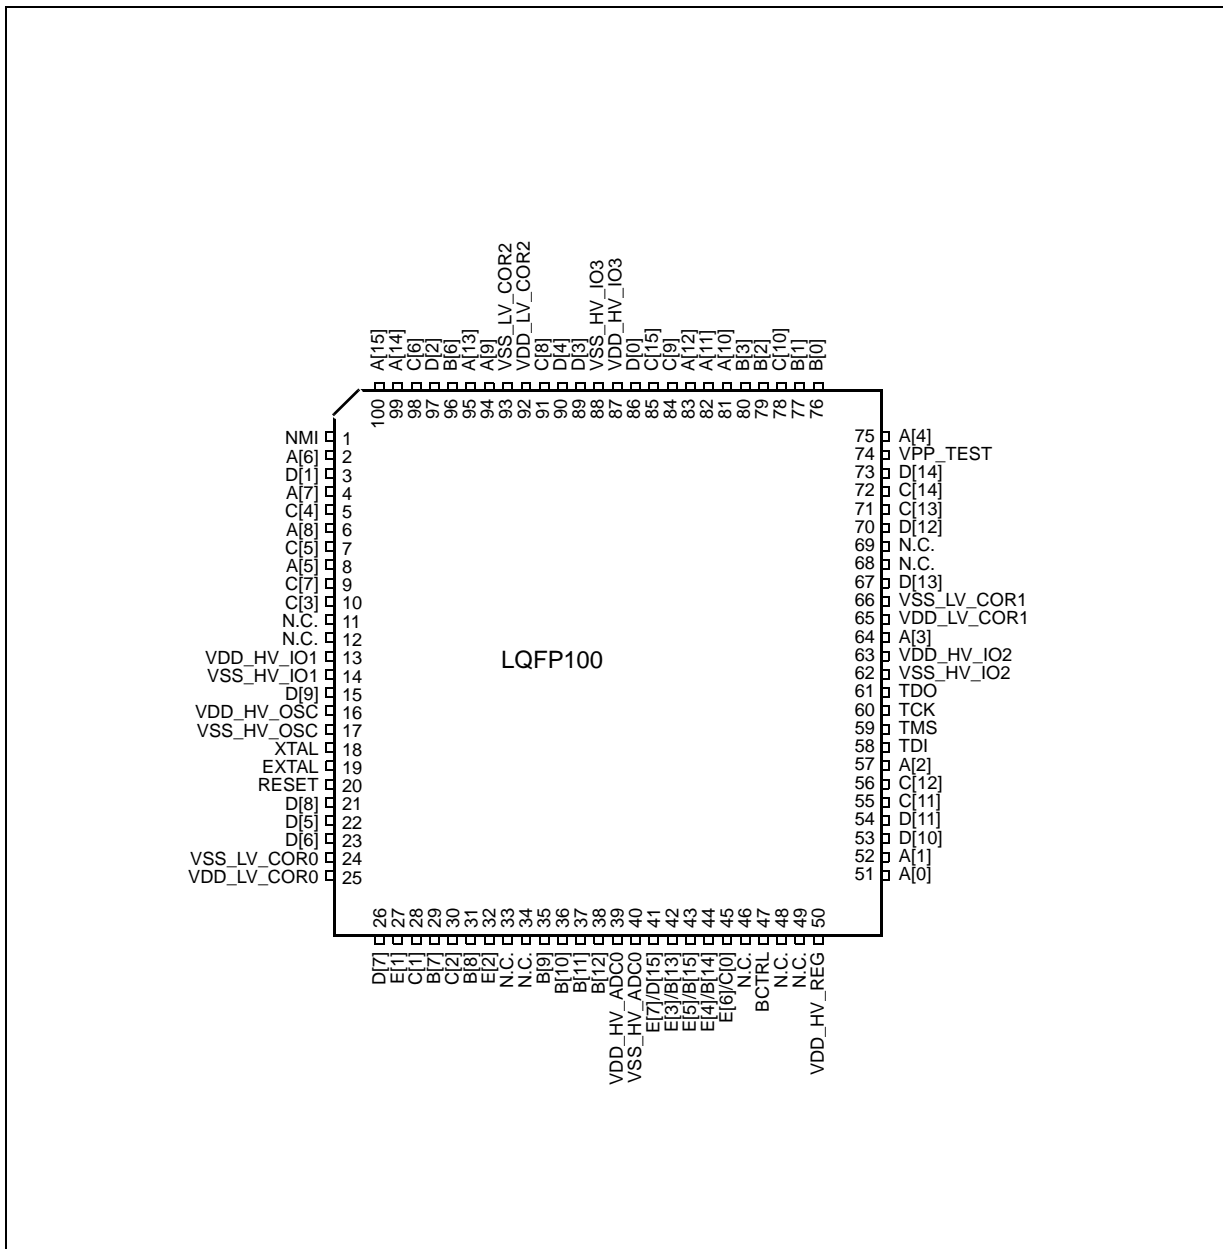 A[15]
A[14]
C[6]
D[2]
B[6]
A[13]
A[9]
VSS_LV_COR2
VDD_LV_COR2
C[8]
D[4]
D[3]
VSS_HV_IO3
VDD_HV_IO3
D[0]
C[15]
C[9]
A[12]
A[11]
A[10]
B[3]
B[2]
C[10]
B[1]
B[0]
100
99
98
97
96
95
94
93
92
91
90
89
88
87
86
85
84
83
82
81
80
79
78
77
76
NMI 1
A[6] 2
D[1] 3
A[7] 4
C[4] 5
A[8] 6
C[5] 7
A[5] 8
C[7] 9
C[3] 10
N.C. 11
N.C. 12
VDD_HV_IO1 13
VSS_HV_IO1 14
D[9] 15
VDD_HV_OSC 16
VSS_HV_OSC 17
XTAL 18
EXTAL 19
RESET 20
D[8] 21
D[5] 22
D[6] 23
VSS_LV_COR0 24
VDD_LV_COR0 25
LQFP100
75 A[4]
74 VPP_TEST
73 D[14]
72 C[14]
71 C[13]
70 D[12]
69 N.C.
68 N.C.
67 D[13]
66 VSS_LV_COR1
65 VDD_LV_COR1
64 A[3]
63 VDD_HV_IO2
62 VSS_HV_IO2
61 TDO
60 TCK
59 TMS
58 TDI
57 A[2]
56 C[12]
55 C[11]
54 D[11]
53 D[10]
52 A[1]
51 A[0]
26
27
28
29
30
31
32
33
34
35
36
37
38
39
40
41
42
43
44
45
46
47
48
49
50
D[7]
E[1]
C[1]
B[7]
C[2]
B[8]
E[2]
N.C.
N.C.
B[9]
B[10]
B[11]
B[12]
VDD_HV_ADC0
VSS_HV_ADC0
E[7]/D[15]
E[3]/B[13]
E[5]/B[15]
E[4]/B[14]
E[6]/C[0]
N.C.
BCTRL
N.C.
N.C.
VDD_HV_REG